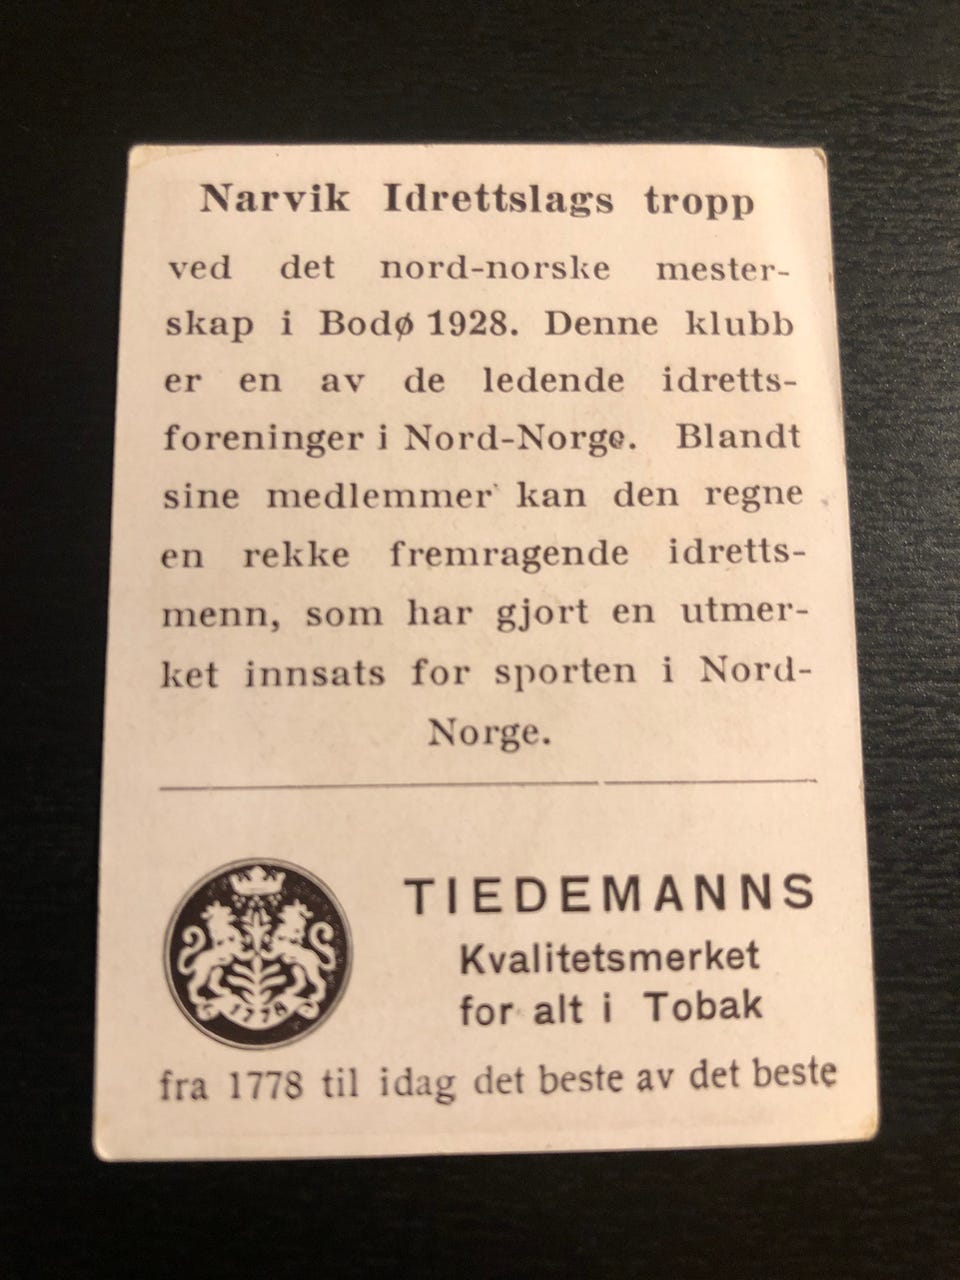 Narvik Idrettslags tropp
ved det nord-norske mester-
skap i Bodø 1928. Denne klubb
er en av de ledende idretts-
foreninger i Nord-Norge. Blandt
sine medlemmer kan den regne
en rekke fremragende idretts-
menn, som har gjort en utmer-
ket innsats for sporten i Nord-
Norge.
TIEDEMANNS
Kvalitetsmerket
for alt i Tobak
1778
fra 1778 til idag det beste av det beste